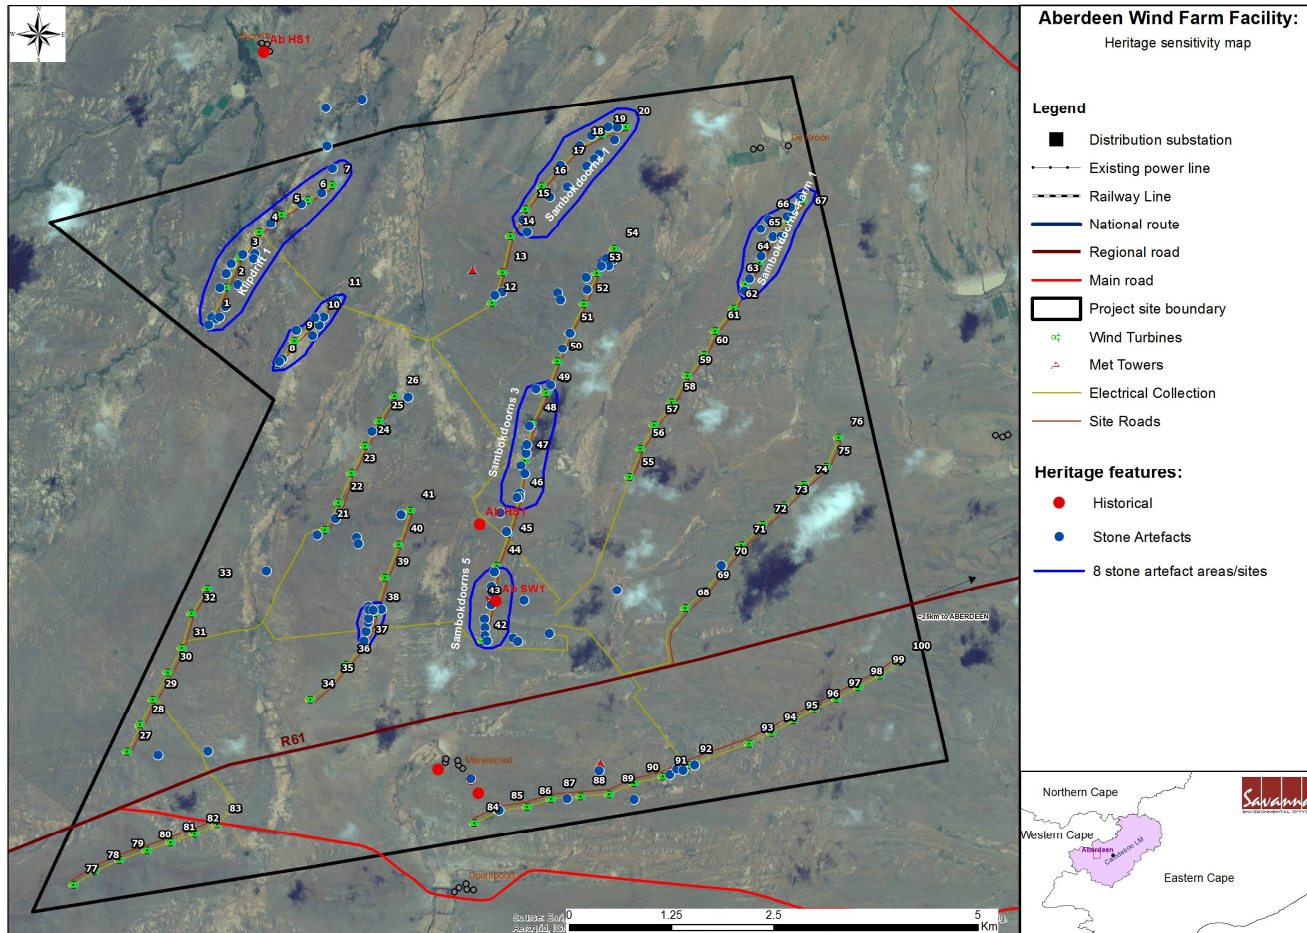 Aberdeen Wind Farm Facility:
Heritage sensitivity map
Legend
Distribution substation
Existing power line
Railway Line
National route
Regional road
Main road
Project site boundary
Wind Turbines
Met Towers
Electrical Collection
Site Roads
Heritage features:
Historical
Stone Artefacts
8 stone artefact areas/sites
N
W
E
S
Ab HS1
20
19
18
17
16
15
14
Sambokdoorns 1
13
12
7
6
5
4
3
2
1
Klipdrift 1
11
10
9
8
67
66
65
64
63
62
Sambokdoorns Farm 1
61
60
59
58
57
56
55
54
53
52
51
50
49
48
47
46
45
44
43
42
Sambokdoorns 3
Ab HS1
Ab SW1
Sambokdoorns 5
26
25
24
23
22
21
41
40
39
38
37
36
35
34
33
32
31
30
29
28
27
76
75
74
73
72
71
70
69
68
~25km to ABERDEEN
R61
100
99
98
97
96
95
94
93
92
91
90
89
88
87
86
85
84
Maraiskraal
83
82
81
80
79
78
77
Doornpoort
0
1.25
2.5
5
Km
Northern Cape
Western Cape
Aberdeen
Camdeboo LM
Eastern Cape
Savanna